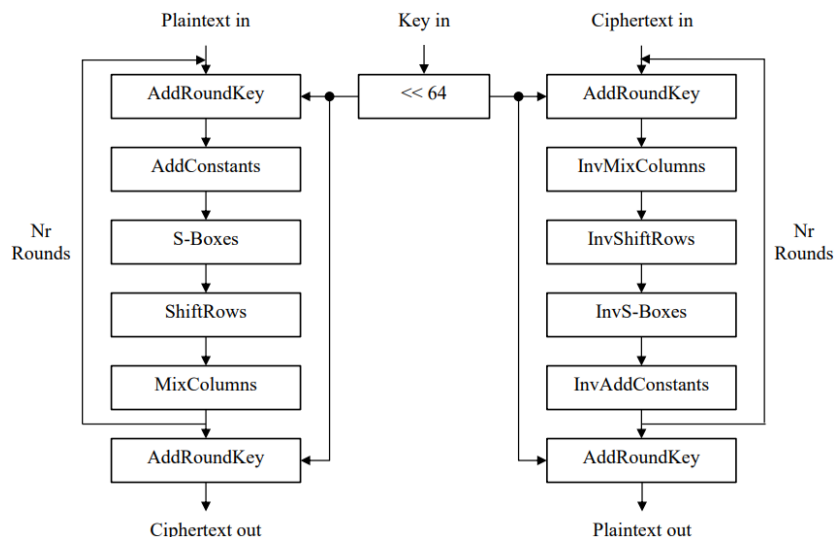 Plaintext in
Key in
Ciphertext in
AddRoundKey
<< 64
AddRoundKey
AddConstants
InvMixColumns
Nr
Rounds
S-Boxes
InvShiftRows
Nr
Rounds
ShiftRows
InvS-Boxes
MixColumns
InvAddConstants
AddRoundKey
AddRoundKey
Ciphertext out
Plaintext out